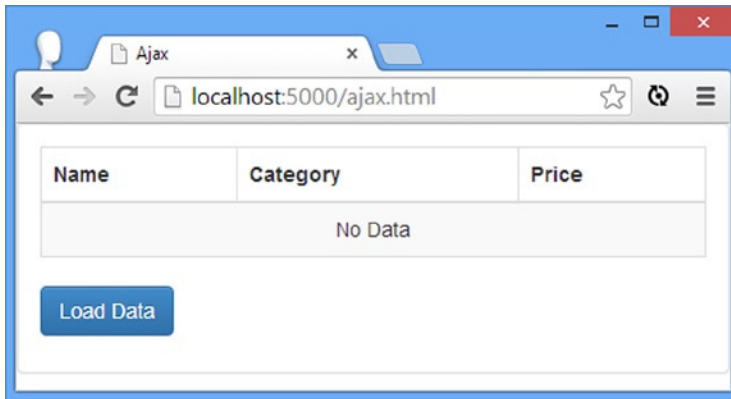 Ajax
localhost:5000/ajax.html
Name Category Price
No Data
Load Data